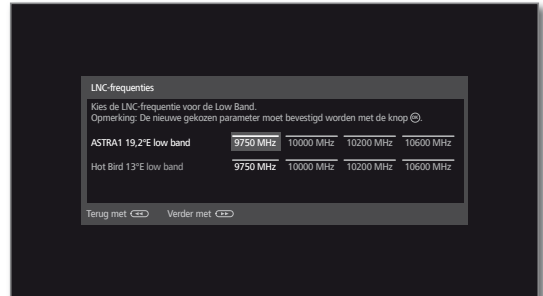 LNC-frequenties
Kies de LNC-frequentie voor de Low Band.
Opmerking: De nieuwe gekozen parameter moet bevestigd worden met de knop OK.
ASTRA1 19,2°E low band 9750 MHz 10000 MHz 10200 MHz 10600 MHz
Hot Bird 13°E low band 9750 MHz 10000 MHz 10200 MHz 10600 MHz
Terug met ◄◄ Verder met ►►